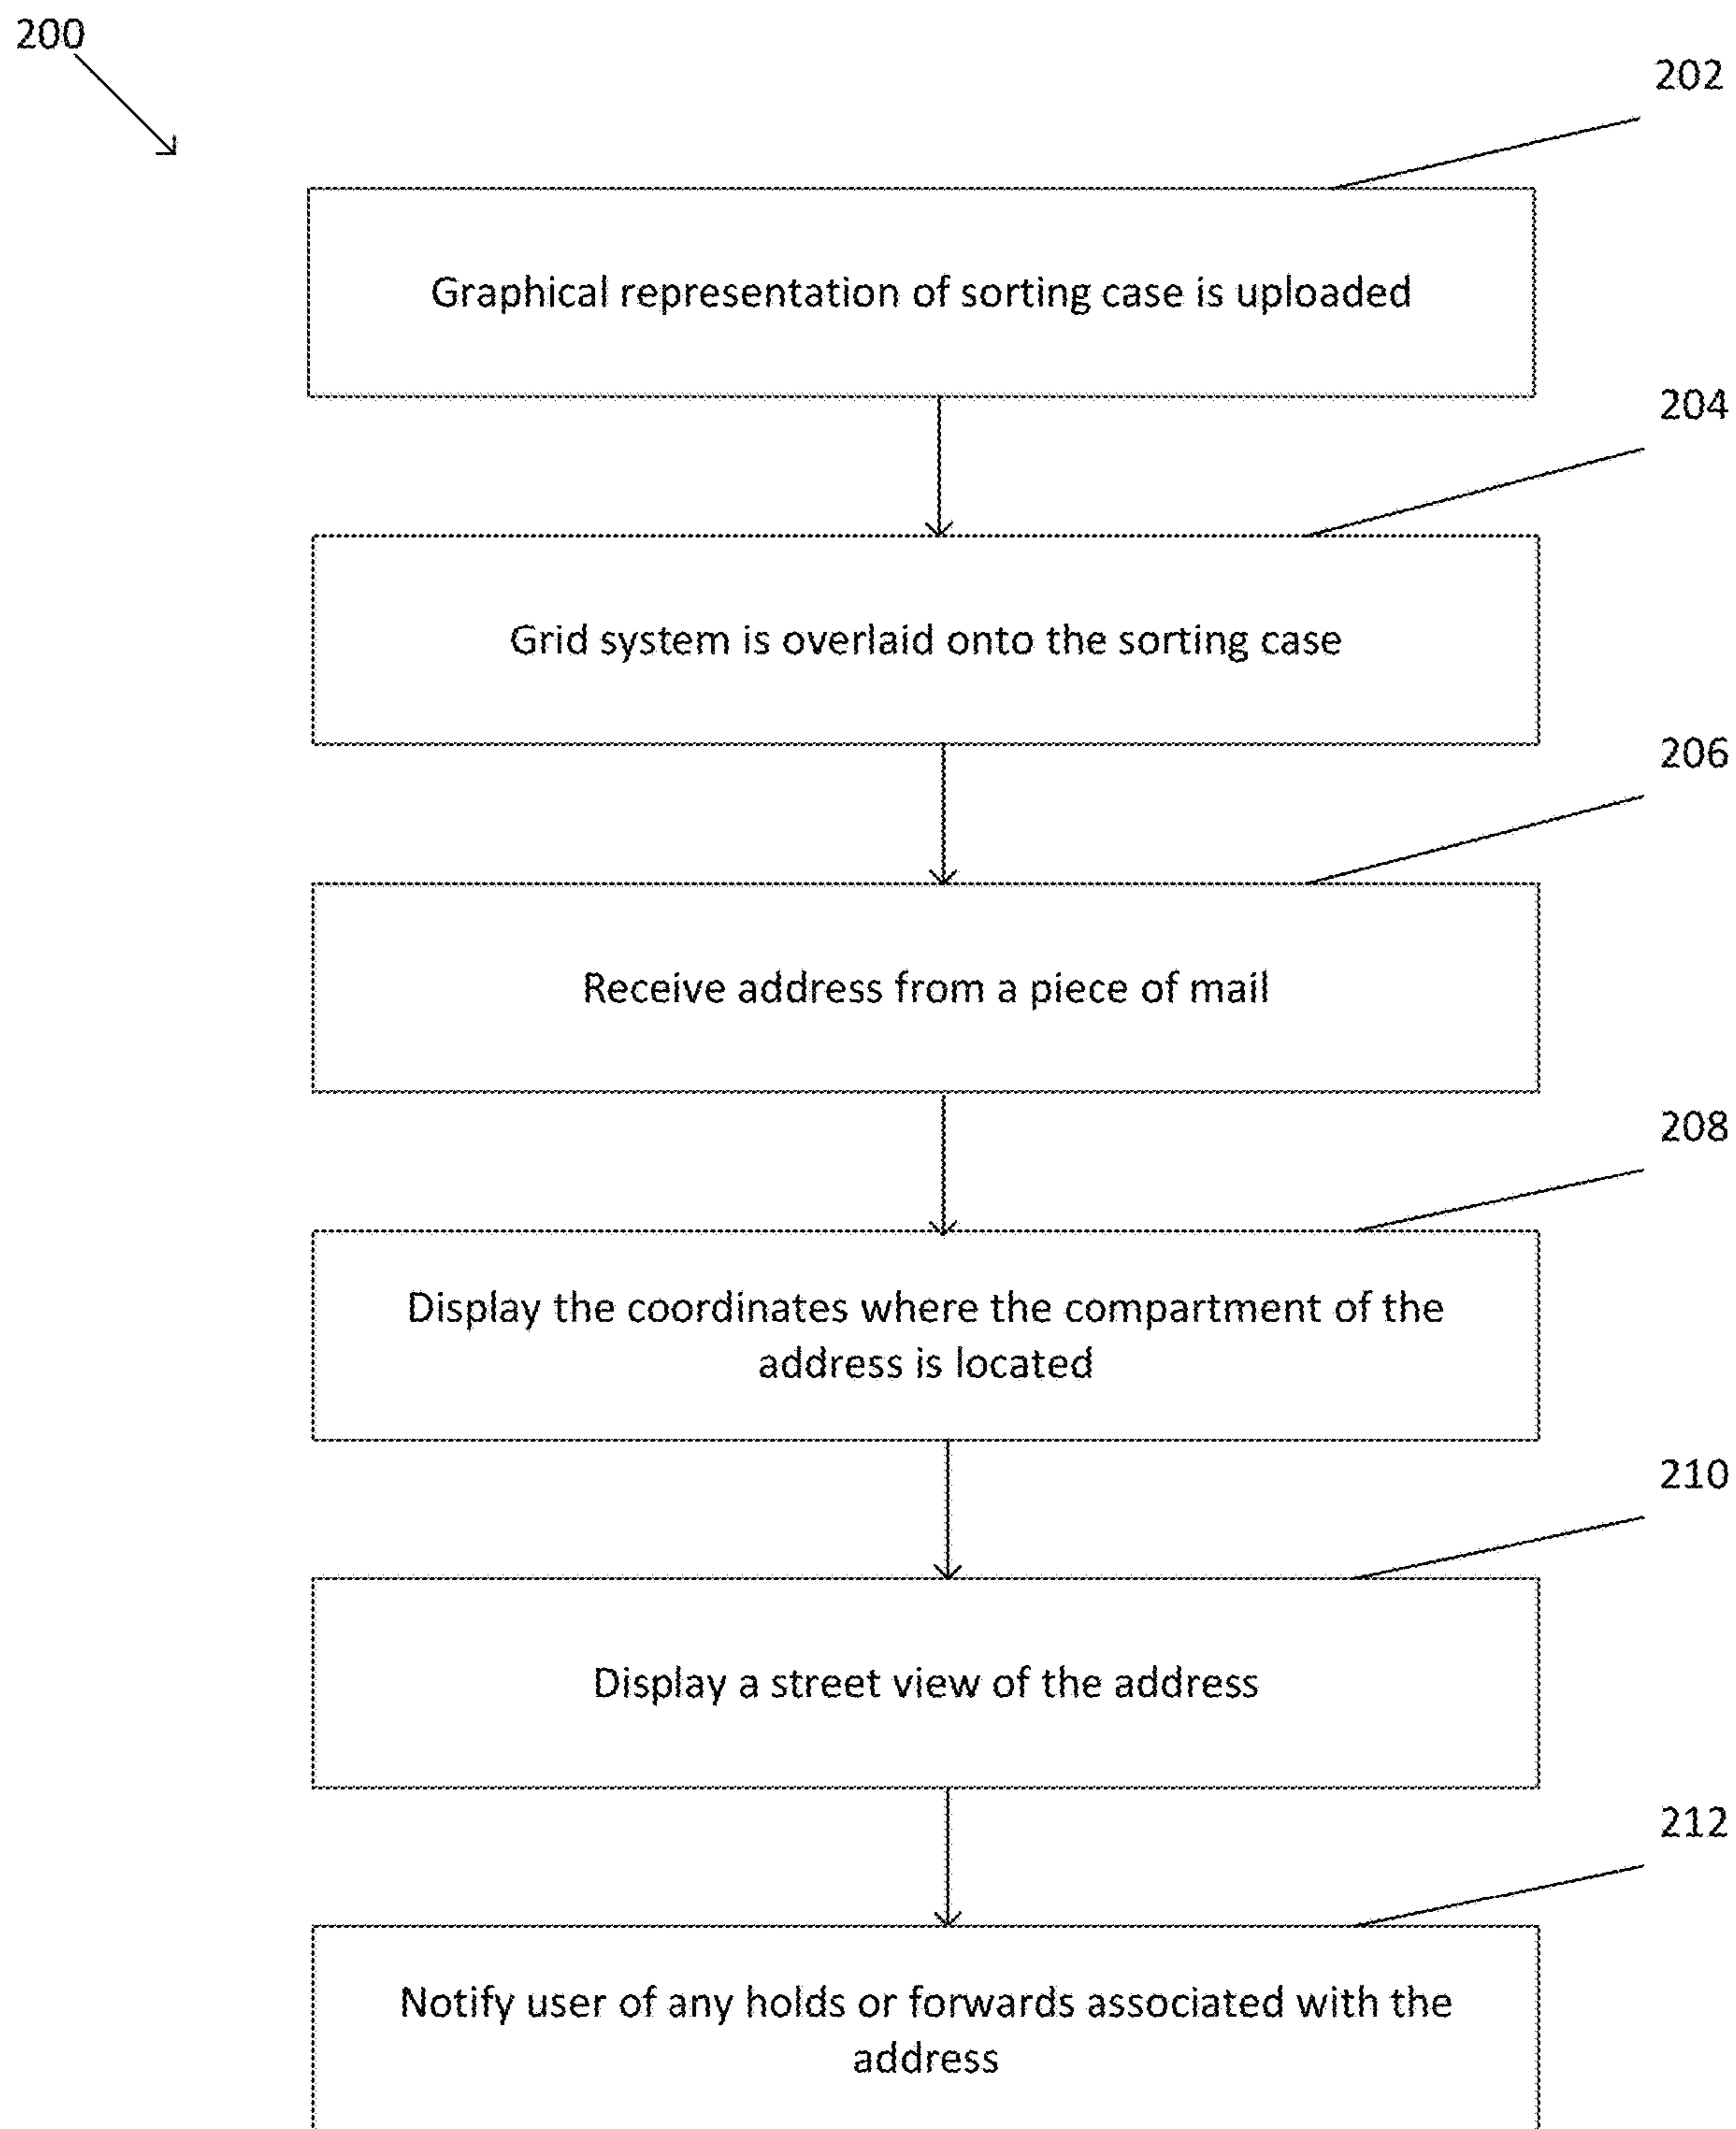 200
202
Graphical representation of sorting case is uploaded
204
Grid system is overlaid onto the sorting case
206
Receive address from a piece of mail
208
Display the coordinates where the compartment of the
address is located
210
Display a street view of the address
212
Notify user of any holds or forwards associated with the
address